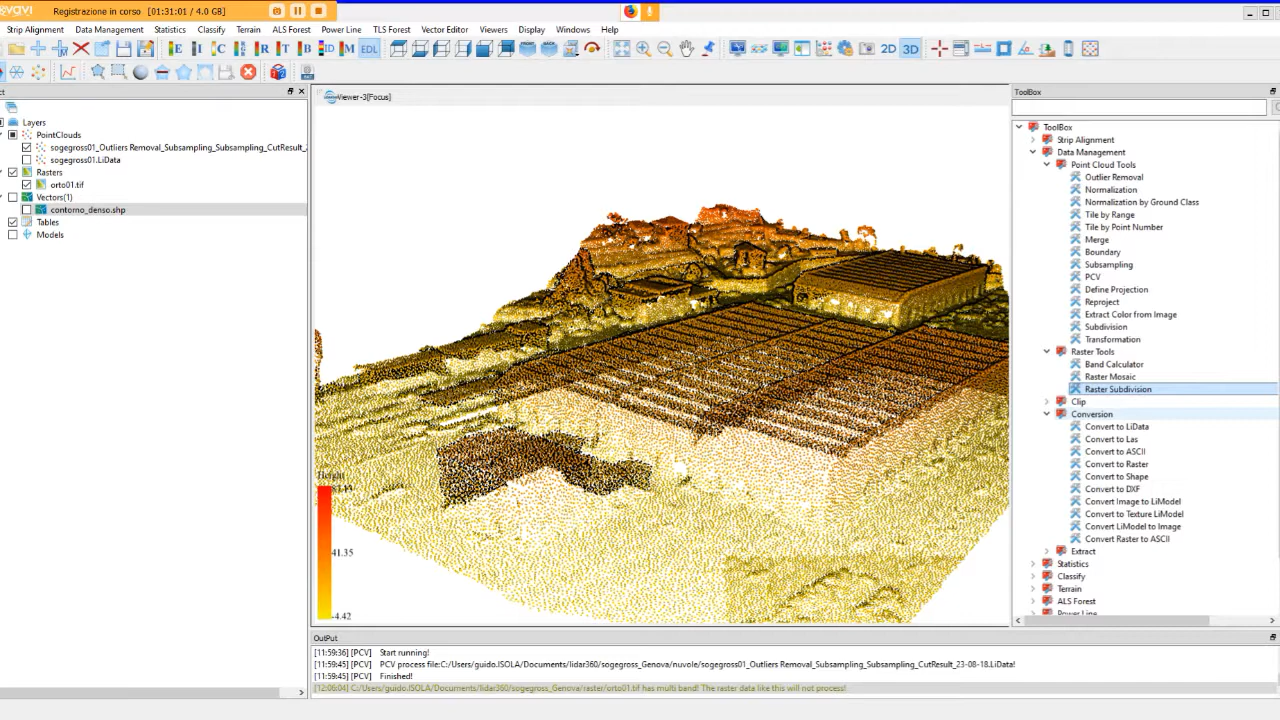 Registrazione in corso [01:31:01 / 4.0 GB]
Strip Alignment Data Management Statistics Classify Terrain ALS Forest Power Line TLS Forest Vector Editor Viewers Display Windows Help
E I C R T B ID M EDL 2D 3D
Viewer-3[Focus]
ToolBox
Layers
PointClouds
sogegross01_Outliers Removal_Subsampling_Subsampling_CutResult_2
sogegross01.LiData
Rasters
orto01.tif
Vectors(1)
contorno_denso.shp
Tables
Models
41.35
-4.42
ToolBox
Strip Alignment
Data Management
Point Cloud Tools
Outlier Removal
Normalization
Normalization by Ground Class
Tile by Range
Tile by Point Number
Merge
Boundary
Subsampling
PCV
Define Projection
Reproject
Extract Color from Image
Subdivision
Transformation
Raster Tools
Band Calculator
Raster Mosaic
Raster Subdivision
Clip
Conversion
Convert to LiData
Convert to Las
Convert to ASCII
Convert to Raster
Convert to Shape
Convert to DXF
Convert Image to LiModel
Convert to Texture LiModel
Convert LiModel to Image
Convert Raster to ASCII
Extract
Statistics
Classify
Terrain
ALS Forest
Power Line
OutPut
[11:59:36] [PCV] Start running!
[11:59:45] [PCV] PCV process file:C:/Users/guido.ISOLA/Documents/lidar360/sogegross_Genova/nuvole/sogegross01_Outliers Removal_Subsampling_Subsampling_CutResult_23-08-18.LiData!
[11:59:45] [PCV] Finished!
[12:06:04] C:/Users/guido.ISOLA/Documents/lidar360/sogegross_Genova/raster/orto01.tif has multi band! The raster data like this will not process!